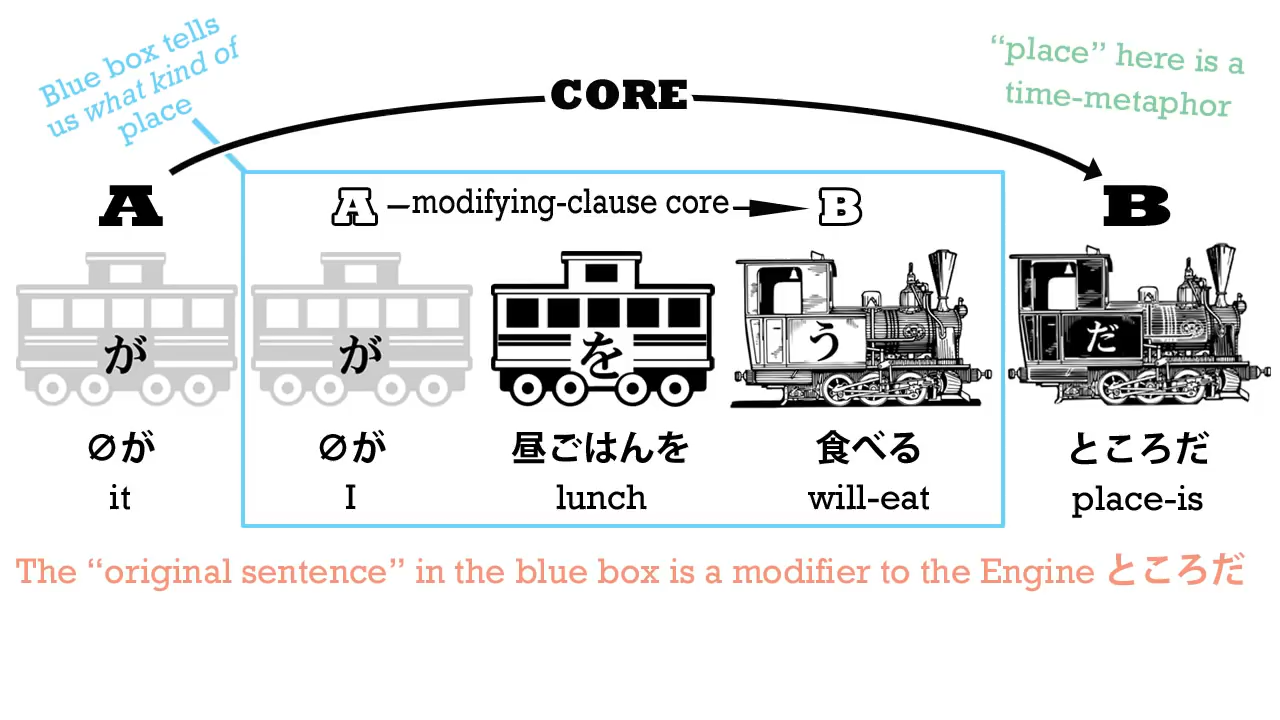 Blue box tells
us what kind of
place
"place" here is a
time-metaphor
CORE
A
B
A modifying-clause core B
が
が
を
う
だ
∅が
∅が
昼ごはんを
食べる
ところだ
it
I
lunch
will-eat
place-is
The "original sentence" in the blue box is a modifier to the Engine ところだ